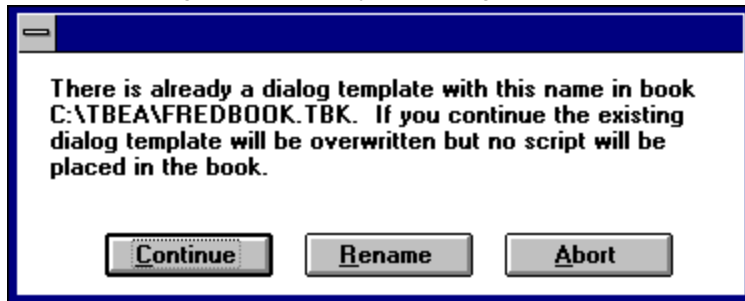 There is already a dialog template with this name in book
C:\TBEA\FREDBOOK.TBK.  If you continue the existing
dialog template will be overwritten but no script will be
placed in the book.
Continue Rename Abort